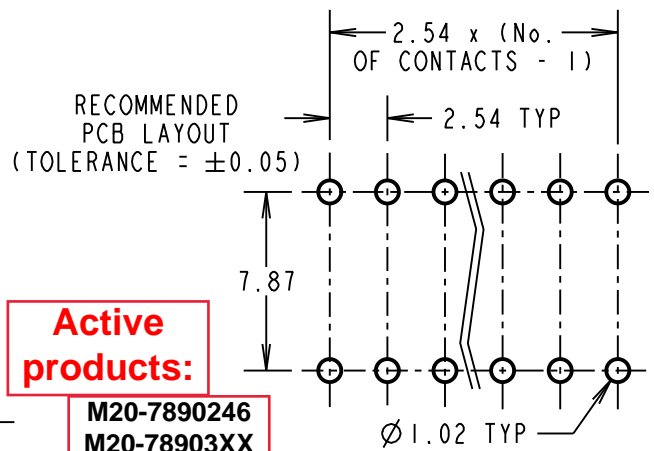 2.54 x (No.
OF CONTACTS - 1)
RECOMMENDED
PCB LAYOUT
(TOLERANCE = ±0.05)
2.54 TYP
7.87
Active
products:
M20-7890246
M20-78903XX
Ø1.02 TYP